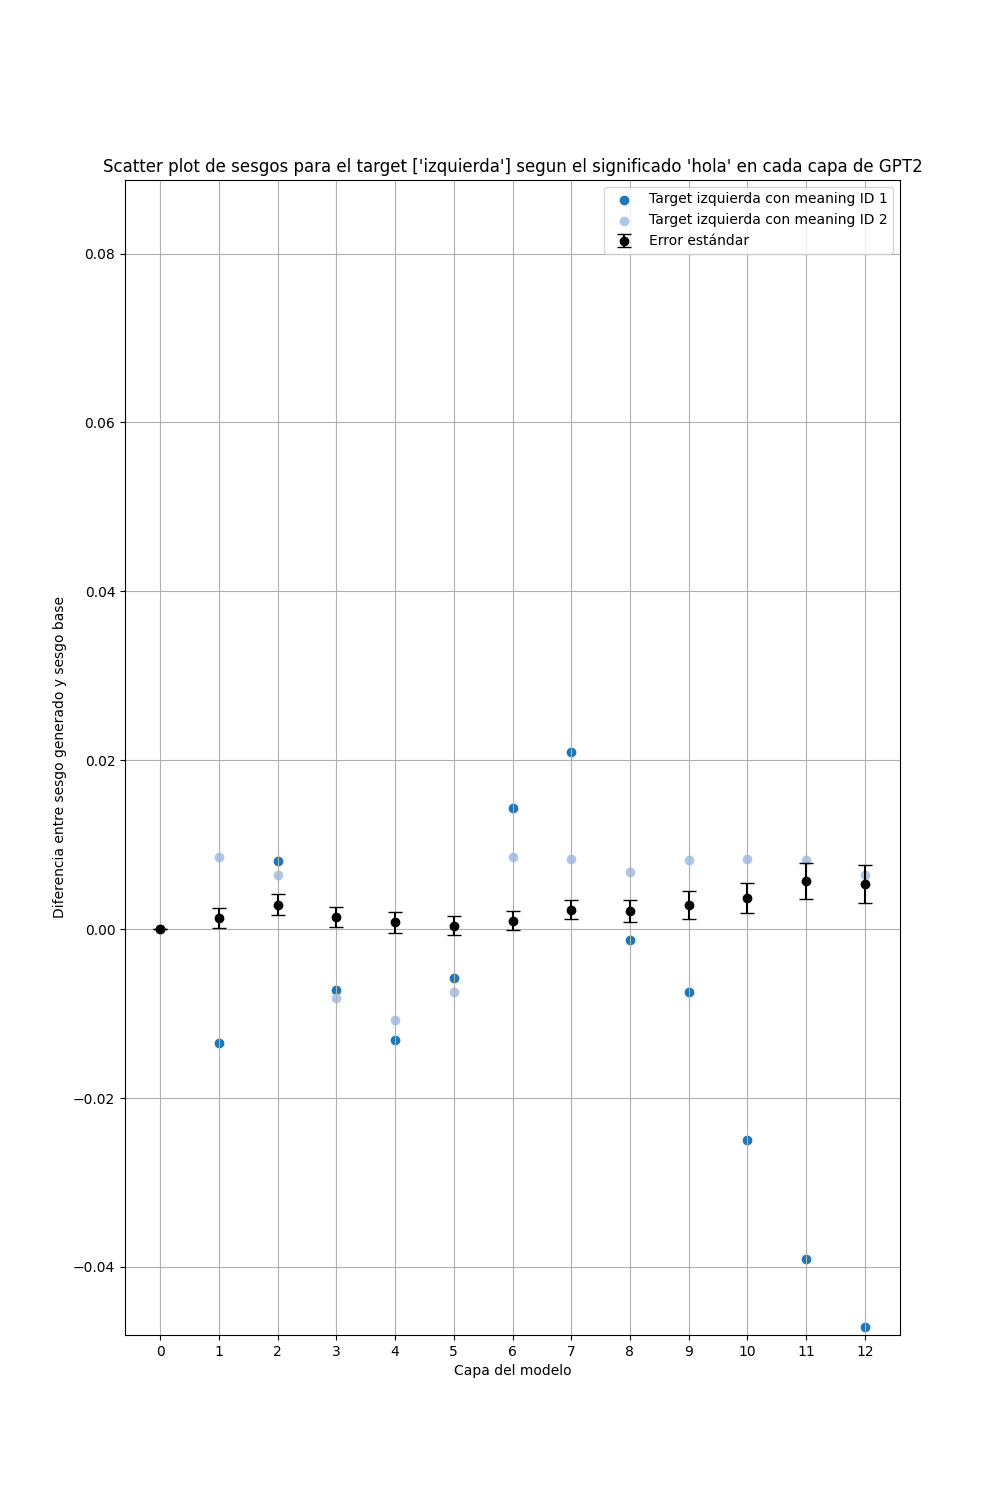 Scatter plot de sesgos para el target ['izquierda'] segun el significado 'hola' en cada capa de GPT2
Target izquierda con meaning ID 1
Target izquierda con meaning ID 2
Error estándar
0.08
0.06
0.04
0.02
0.00
−0.02
−0.04
Diferencia entre sesgo generado y sesgo base
0 1 2 3 4 5 6 7 8 9 10 11 12
Capa del modelo